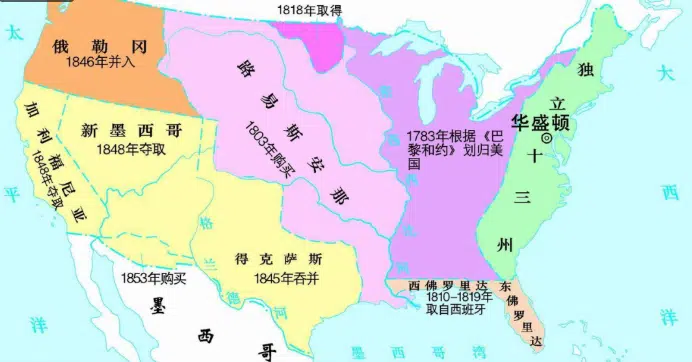 1818年取得
太平洋
俄勒冈
1846年并入
路易斯安那
1803年购买
独立十三州
华盛顿
大西洋
加利福尼亚
1848年夺取
新墨西哥
1848年夺取
1783年根据《巴
黎和约》划归美
国
密西西比河
得克萨斯
1845年吞并
格兰德河
1853年购买
墨西哥
西佛罗里达
东佛罗里达
1810-1819年
取自西班牙
墨西哥湾